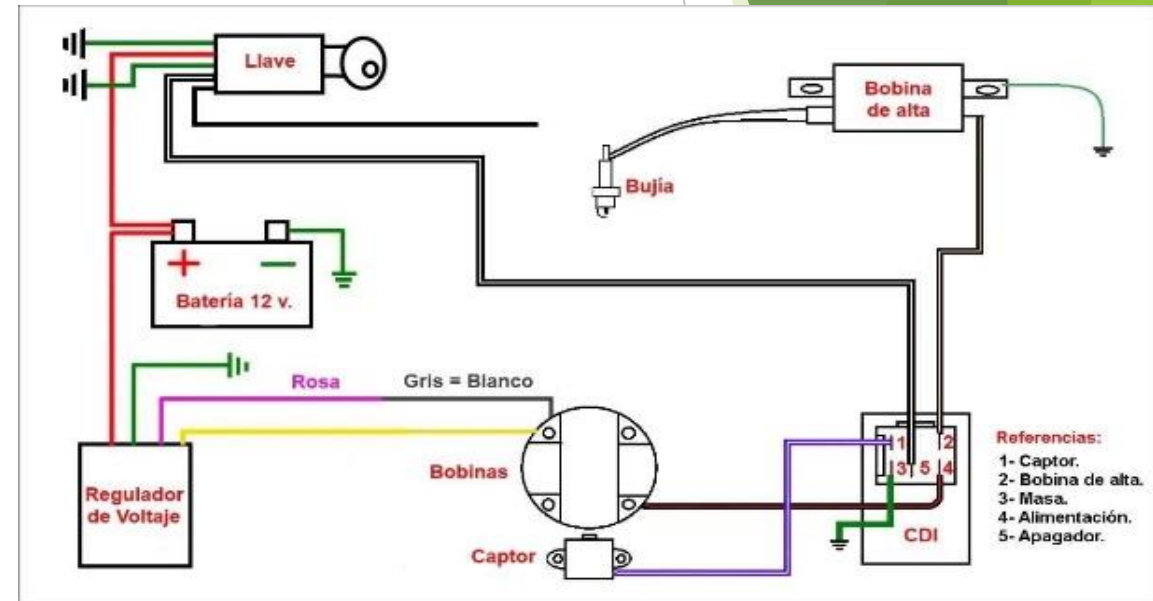 Llave
Bobina
de alta
Bujía
+
−
Batería 12 v.
Rosa
Gris = Blanco
Bobinas
Regulador
de Voltaje
Captor
1
2
3
5
4
CDI
Referencias:
1- Captor.
2- Bobina de alta.
3- Masa.
4- Alimentación.
5- Apagador.